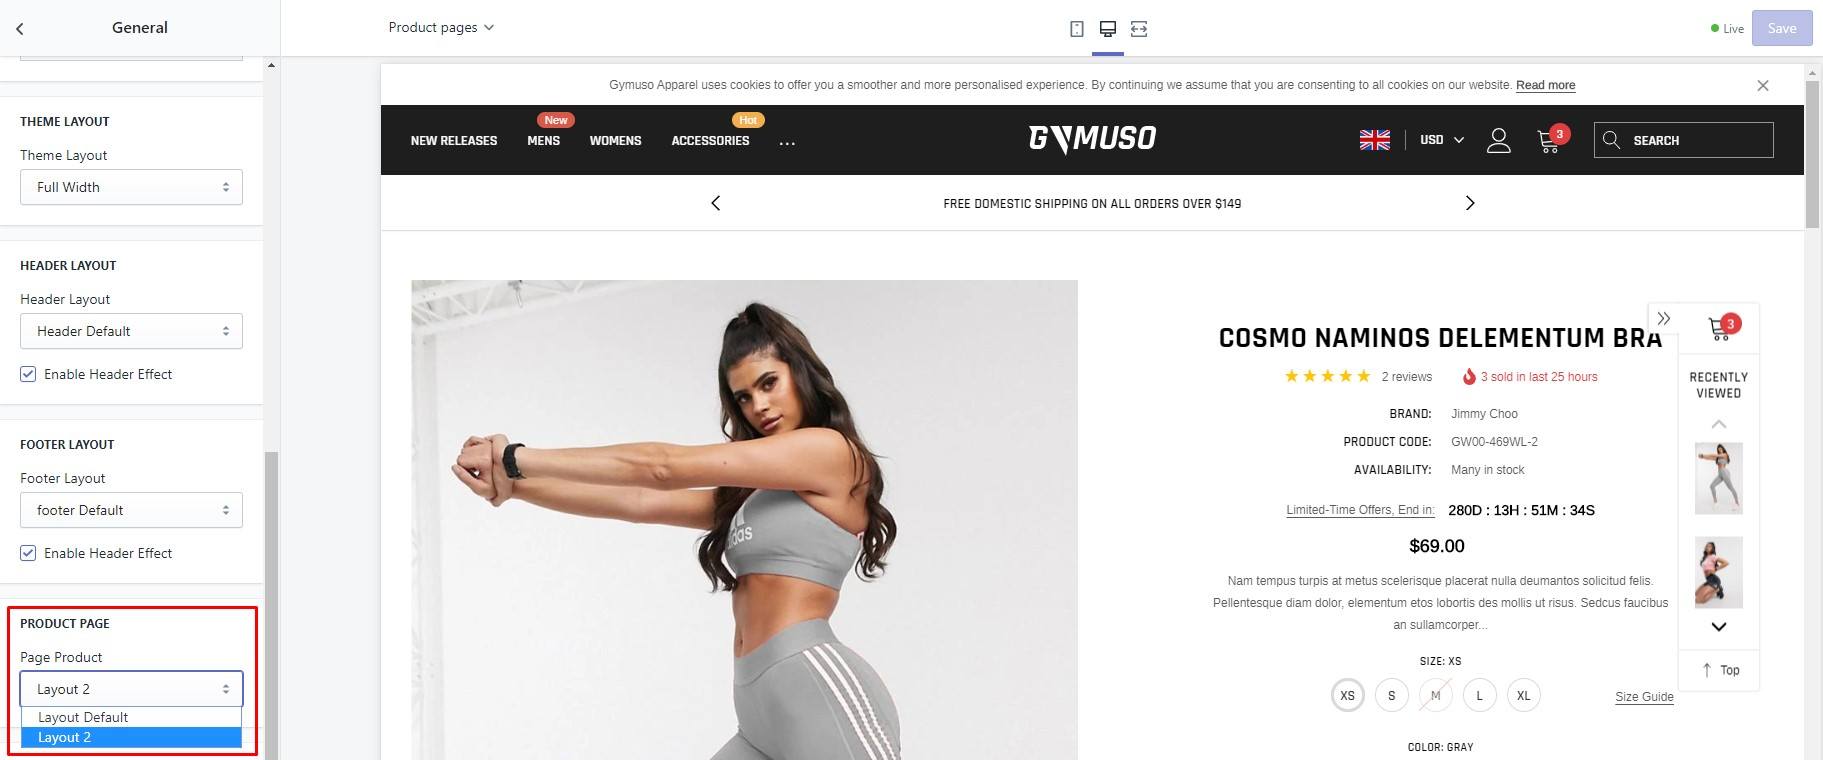 General
Product pages
Live
Save
THEME LAYOUT
Theme Layout
Full Width
HEADER LAYOUT
Header Layout
Header Default
Enable Header Effect
FOOTER LAYOUT
Footer Layout
footer Default
Enable Header Effect
PRODUCT PAGE
Page Product
Layout 2
Layout Default
Layout 2
Gymuso Apparel uses cookies to offer you a smoother and more personalised experience. By continuing we assume that you are consenting to all cookies on our website. Read more
New
Hot
NEW RELEASES MENS WOMENS ACCESSORIES ...
GYMUSO
USD
3
SEARCH
FREE DOMESTIC SHIPPING ON ALL ORDERS OVER $149
adidas
COSMO NAMINOS DELEMENTUM BRA
2 reviews 3 sold in last 25 hours
BRAND: Jimmy Choo
PRODUCT CODE: GW00-469WL-2
AVAILABILITY: Many in stock
Limited-Time Offers, End in: 280D : 13H : 51M : 34S
$69.00
Nam tempus turpis at metus scelerisque placerat nulla deumantos solicitud felis.
Pellentesque diam dolor, elementum etos lobortis des mollis ut risus. Sedcus faucibus
an sullamcorper...
SIZE: XS
XS S M L XL
Size Guide
COLOR: GRAY
3
RECENTLY
VIEWED
Top